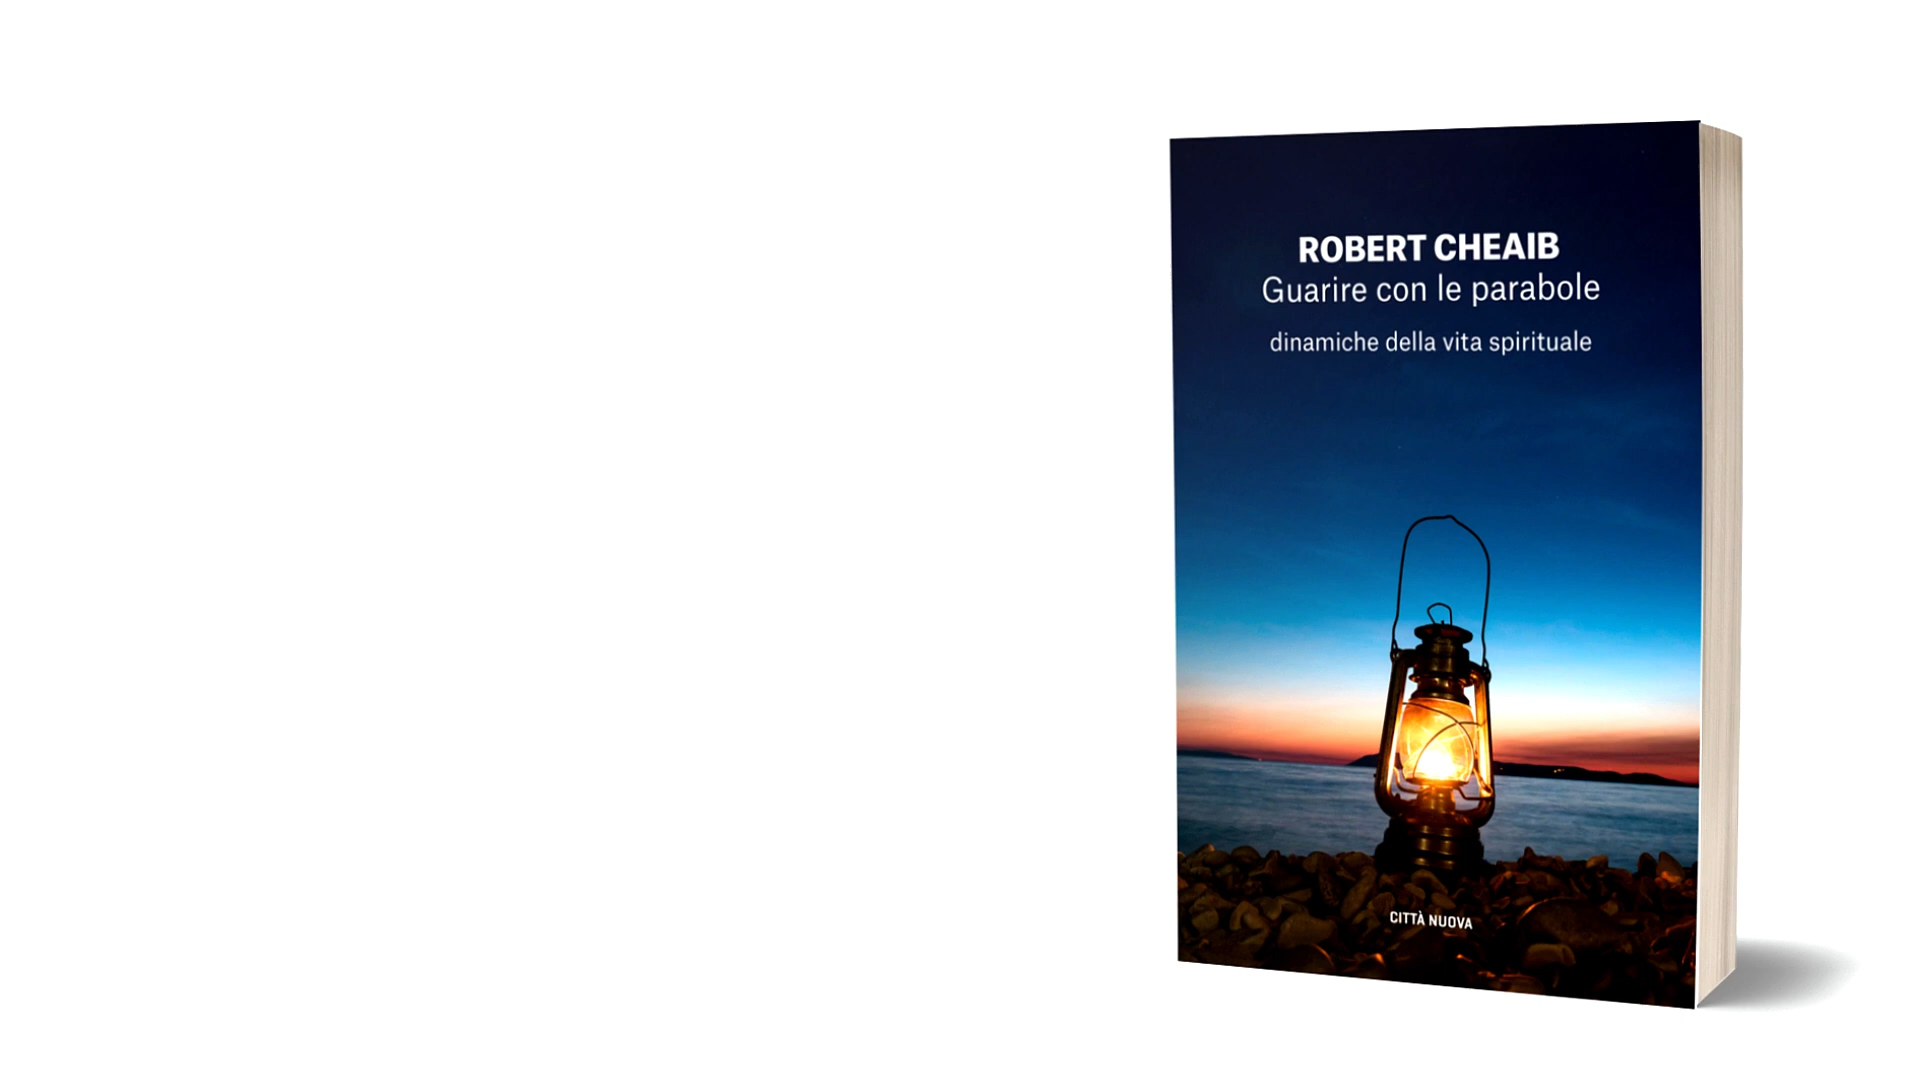 ROBERT CHEAIB
Guarire con le parabole
dinamiche della vita spirituale
CITTÀ NUOVA